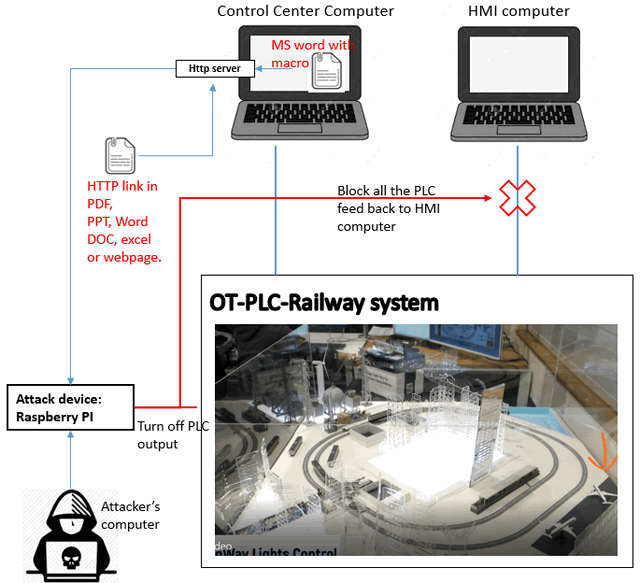 Control Center Computer
HMI computer
MS word with
macro
Http server
HTTP link in
PDF,
PPT, Word
DOC, excel
or webpage.
Block all the PLC
feed back to HMI
computer
OT-PLC-Railway system
Attack device:
Raspberry PI
Turn off PLC
output
Attacker's
computer
ideo
nWay Lights Control